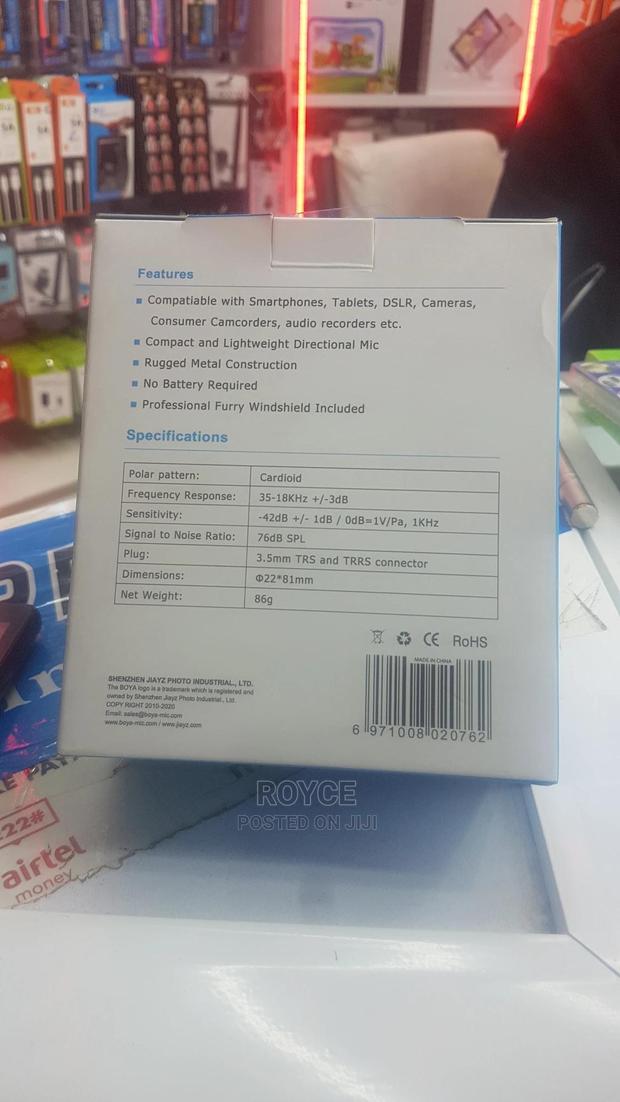 Features
Compatiable with Smartphones, Tablets, DSLR, Cameras,
Consumer Camcorders, audio recorders etc.
Compact and Lightweight Directional Mic
Rugged Metal Construction
No Battery Required
Professional Furry Windshield Included
Specifications
Polar pattern: Cardioid
Frequency Response: 35-18KHz +/-3dB
Sensitivity: -42dB +/- 1dB / 0dB=1V/Pa, 1KHz
Signal to Noise Ratio: 76dB SPL
Plug: 3.5mm TRS and TRRS connector
Dimensions: Φ22*81mm
Net Weight: 86g
CE RoHS
MADE IN CHINA
6 971008 020762
SHENZHEN JIAYZ PHOTO INDUSTRIAL., LTD.
The BOYA logo is a trademark which is registered and
owned by Shenzhen Jiayz Photo Industrial., Ltd.
COPY RIGHT 2010-2020
Email: sales@boya-mic.com
www.boya-mic.com / www.jiayz.com
ROYCE
POSTED ON JIJI
22#
airtel
money